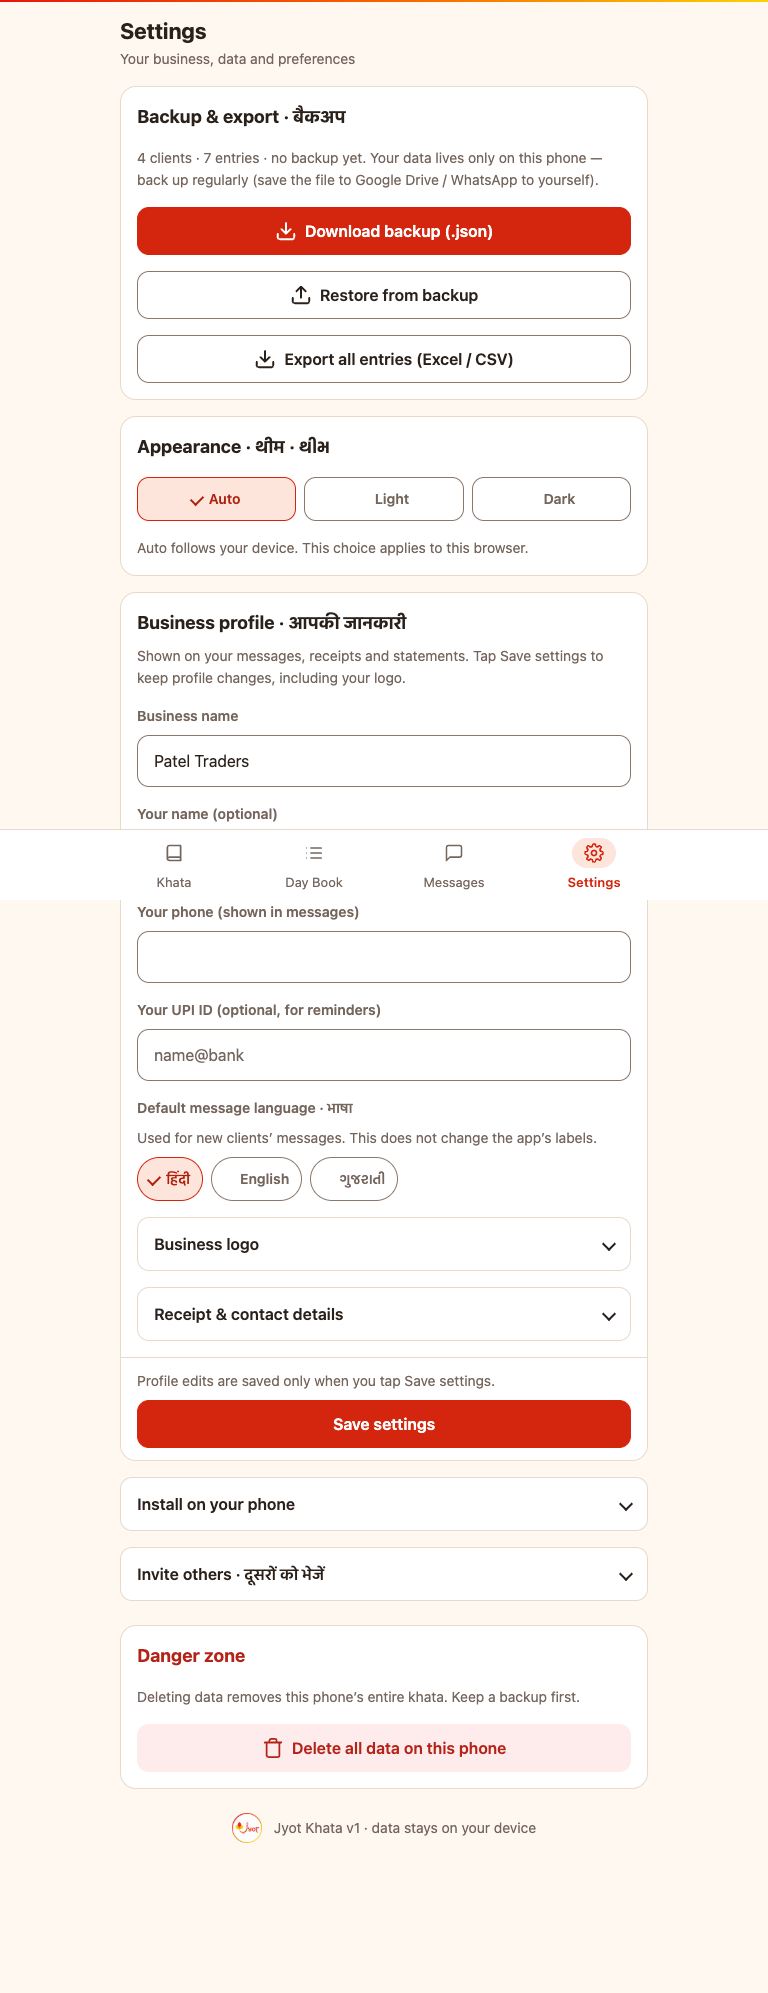 Settings
Your business, data and preferences
Backup & export · बैकअप
4 clients · 7 entries · no backup yet. Your data lives only on this phone —
back up regularly (save the file to Google Drive / WhatsApp to yourself).
Download backup (.json)
Restore from backup
Export all entries (Excel / CSV)
Appearance · थीम · થીમ
Auto
Light
Dark
Auto follows your device. This choice applies to this browser.
Business profile · आपकी जानकारी
Shown on your messages, receipts and statements. Tap Save settings to
keep profile changes, including your logo.
Business name
Patel Traders
Your name (optional)
Khata
Day Book
Messages
Settings
Your phone (shown in messages)
Your UPI ID (optional, for reminders)
name@bank
Default message language · भाषा
Used for new clients’ messages. This does not change the app’s labels.
हिंदी
English
ગુજરાતી
Business logo
Receipt & contact details
Profile edits are saved only when you tap Save settings.
Save settings
Install on your phone
Invite others · दूसरों को भेजें
Danger zone
Deleting data removes this phone’s entire khata. Keep a backup first.
Delete all data on this phone
Jyot Khata v1 · data stays on your device